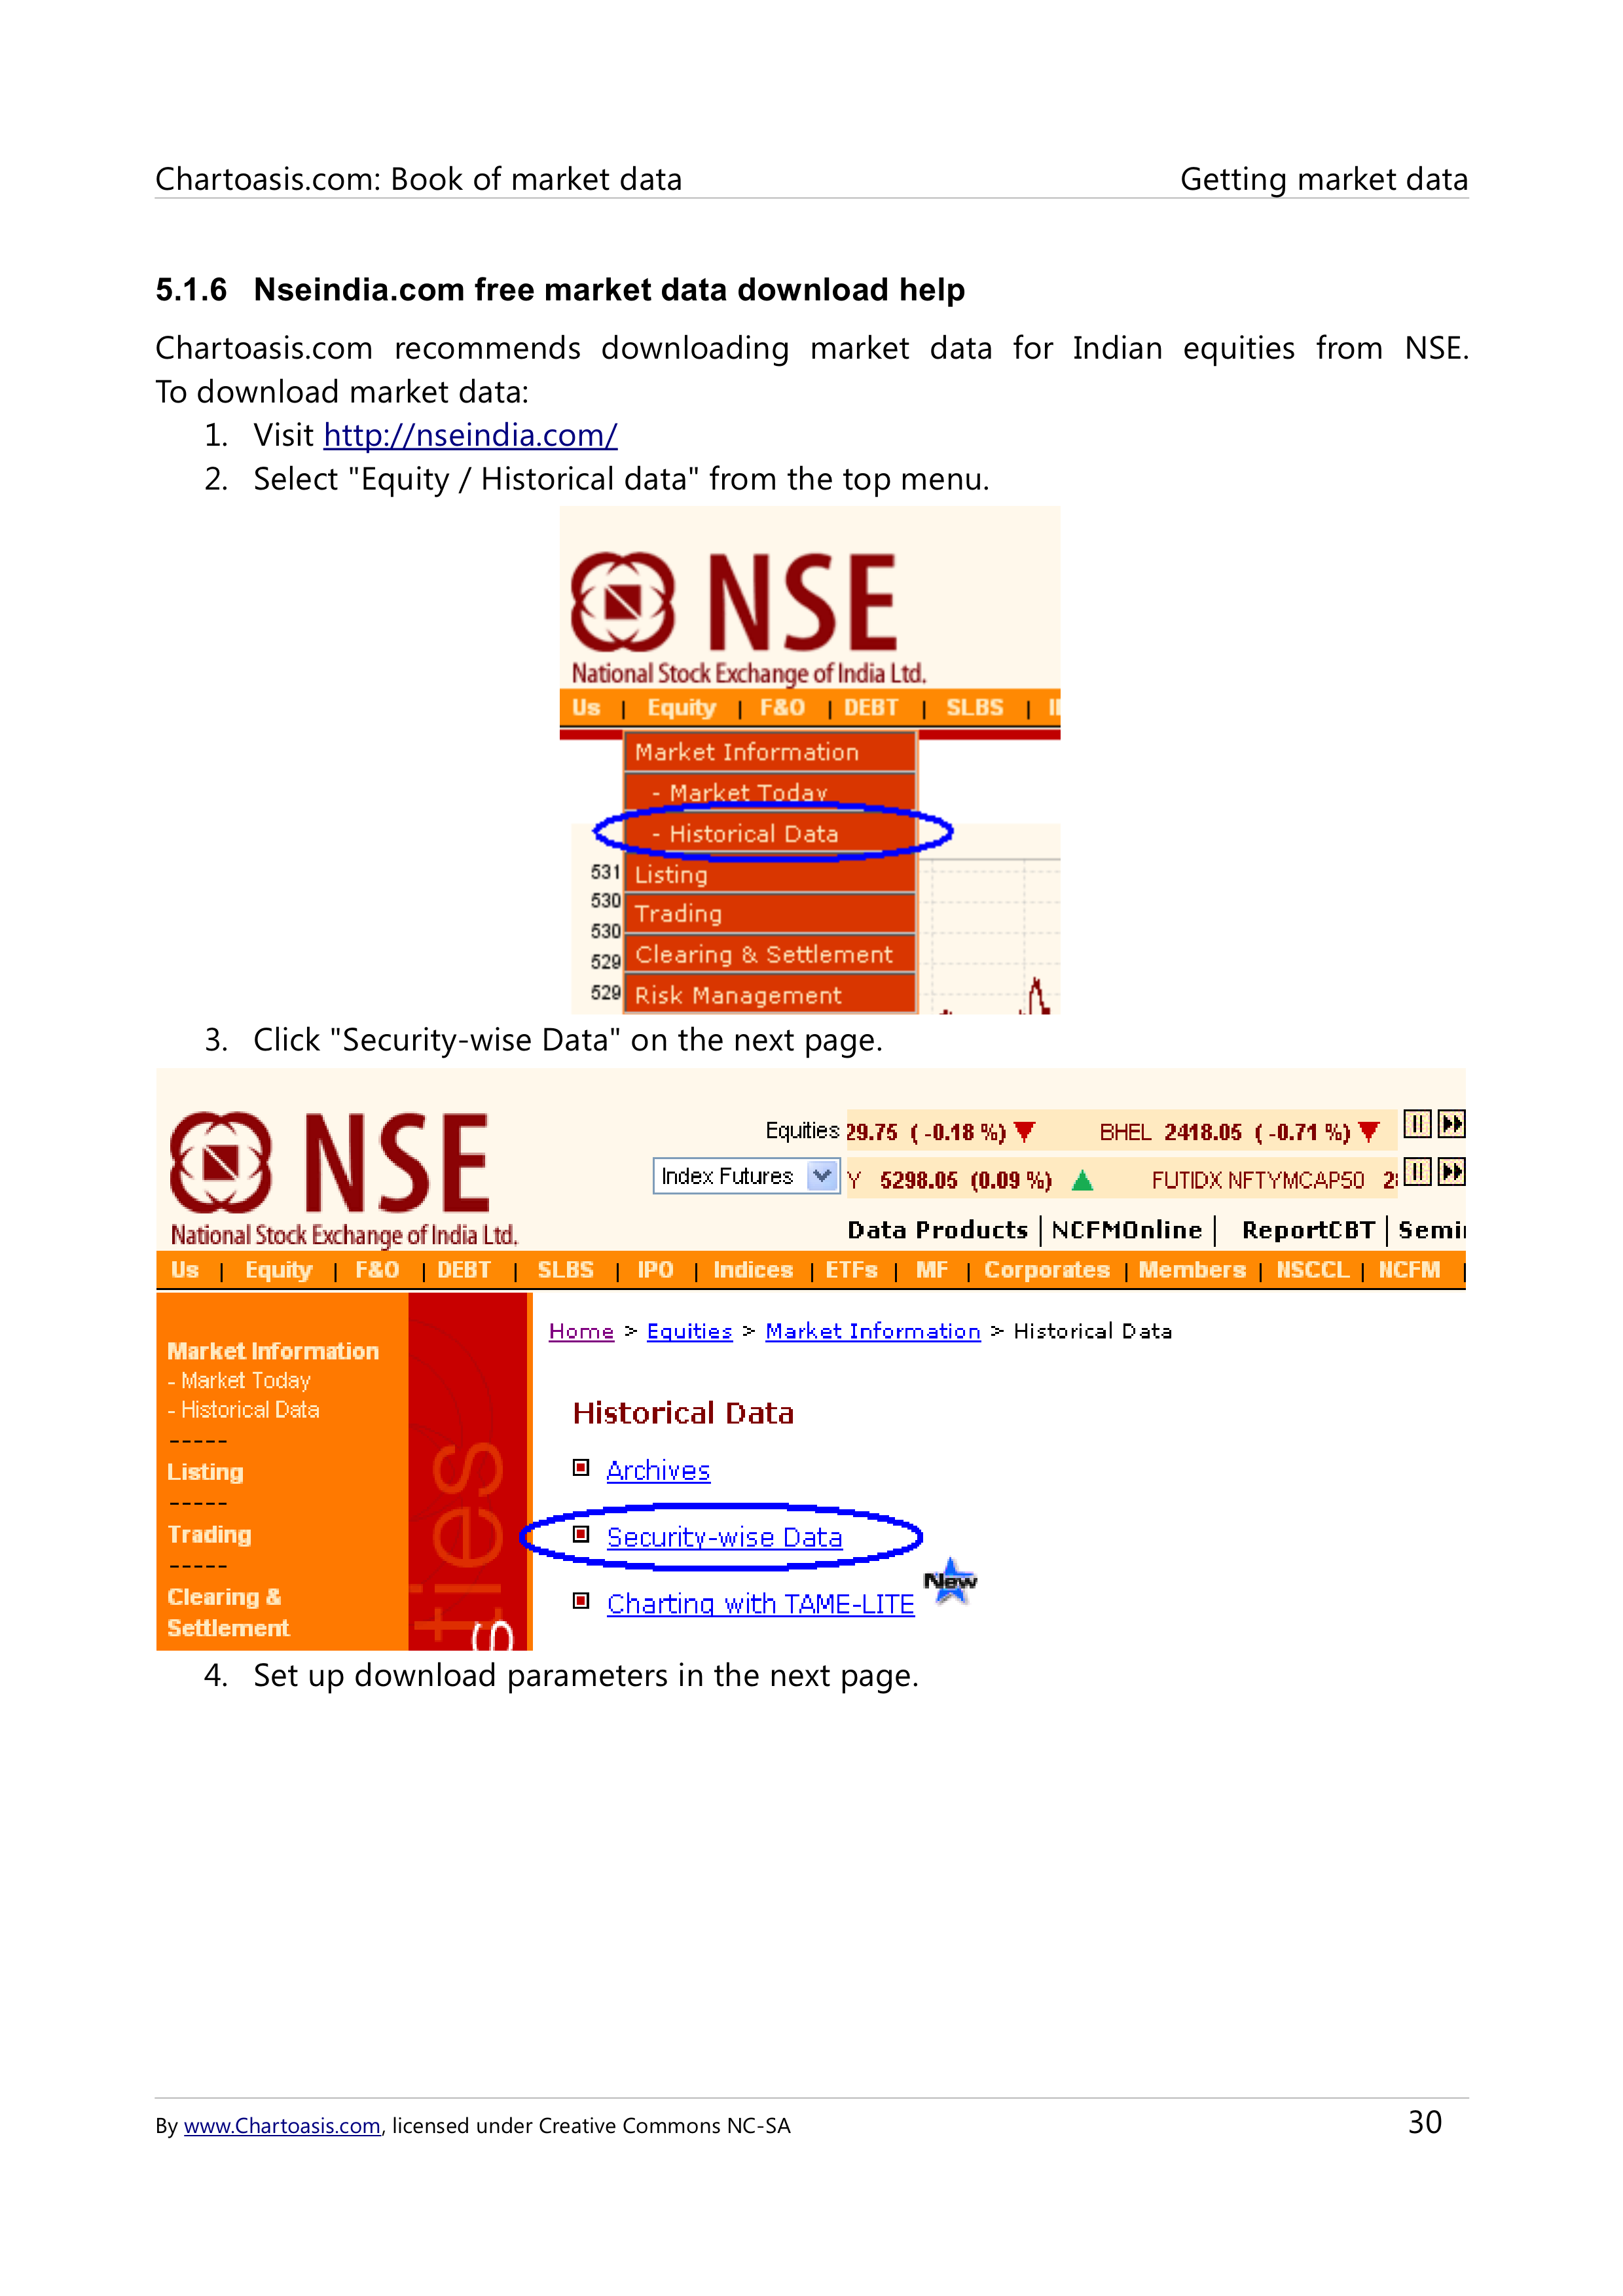 Chartoasis.com: Book of market data Getting market data
5.1.6 Nseindia.com free market data download help
Chartoasis.com recommends downloading market data for Indian equities from NSE.
To download market data:
1. Visit http://nseindia.com/
2. Select "Equity / Historical data" from the top menu.
NSE
National Stock Exchange of India Ltd.
Us | Equity | F&O | DEBT | SLBS |
Market Information
- Market Today
- Historical Data
531 Listing
530
Trading
530
529 Clearing & Settlement
529 Risk Management
3. Click "Security-wise Data" on the next page.
NSE
National Stock Exchange of India Ltd.
Equities 29.75 ( -0.18 %) BHEL 2418.05 ( -0.71 %)
Index Futures Y 5298.05 (0.09 %) FUTIDX NFTYMCAP50
Data Products | NCFMOnline | ReportCBT |
Us | Equity | F&O | DEBT | SLBS | IPO | Indices | ETFs | MF | Corporates | Members | NSCCL | NCFM |
Home > Equities > Market Information > Historical Data
Market Information
- Market Today
- Historical Data
-----
Listing
-----
Trading
-----
Clearing &
Settlement
Historical Data
Archives
Security-wise Data
Charting with TAME-LITE New
4. Set up download parameters in the next page.
By www.Chartoasis.com, licensed under Creative Commons NC-SA 30